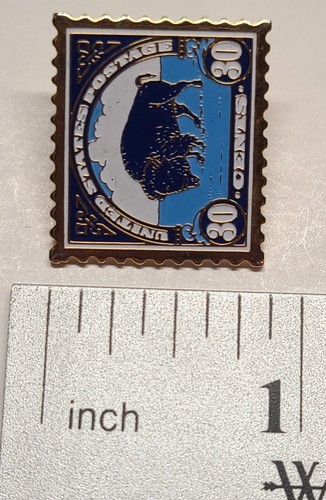 UNITED STATES POSTAGE
30 CENTS 30
inch
1
W